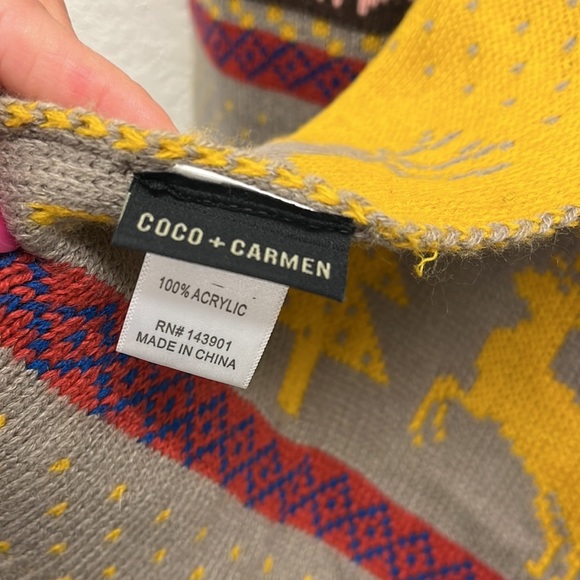 COCO + CARMEN
100% ACRYLIC
RN# 143901
MADE IN CHINA